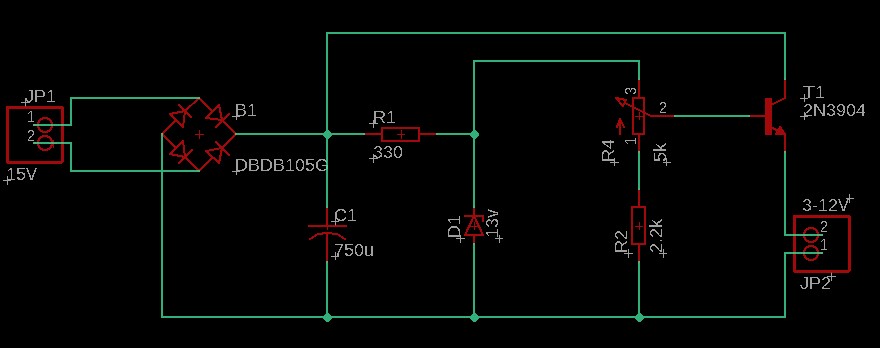 JP1
1
2
15V
B1
DBDB105G
R1
330
C1
750u
D1
13v
3
2
1
R4
5k
R2
2.2k
T1
2N3904
3-12V
2
1
JP2